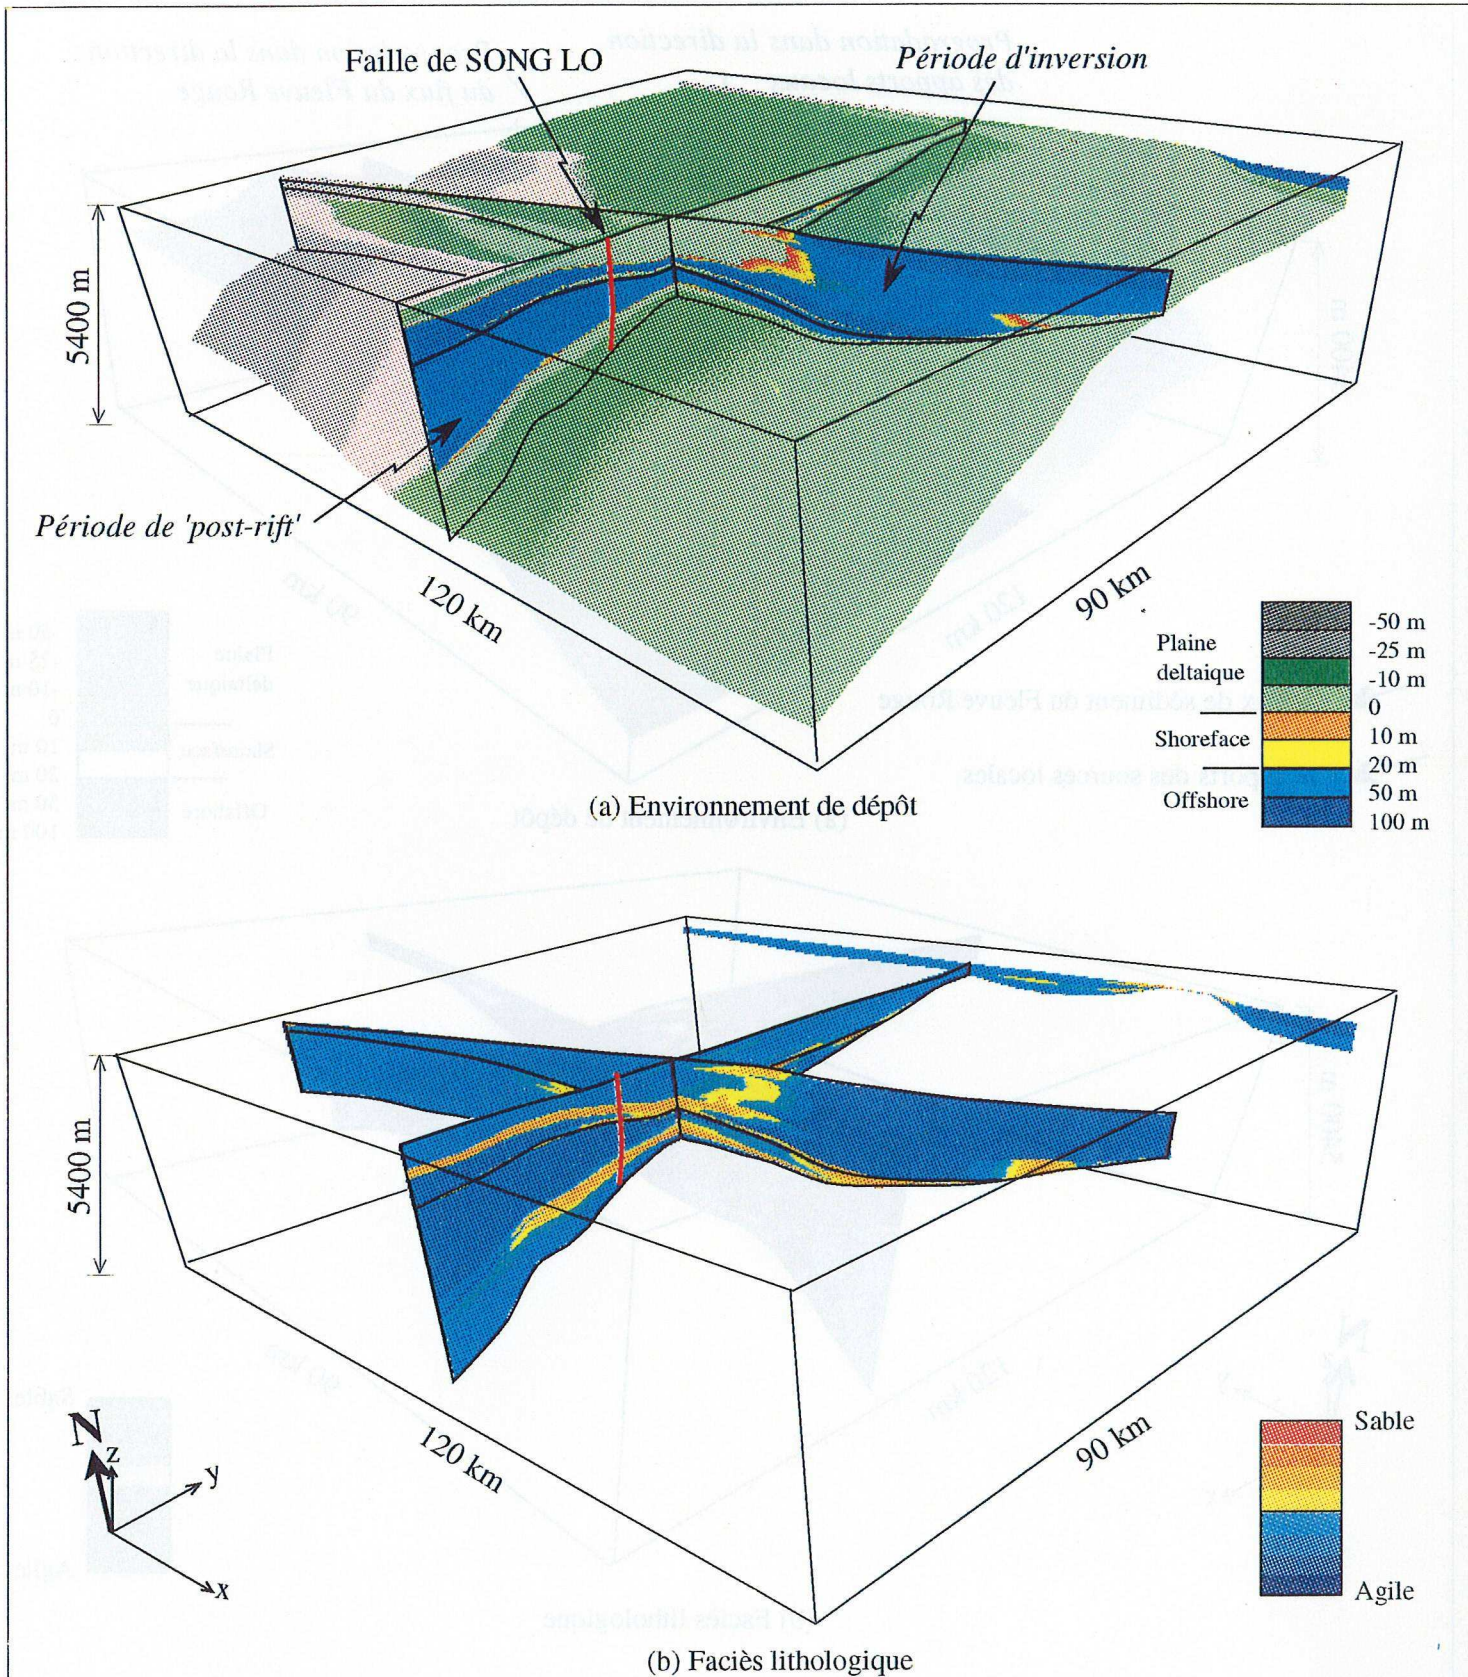 Faille de SONG LO
Période d'inversion
5400 m
Période de 'post-rift'
120 km
90 km
Plaine
deltaique
Shoreface
Offshore
-50 m
-25 m
-10 m
0
10 m
20 m
50 m
100 m
(a) Environnement de dépôt
5400 m
120 km
90 km
N
z
y
x
Sable
Agile
(b) Faciès lithologique